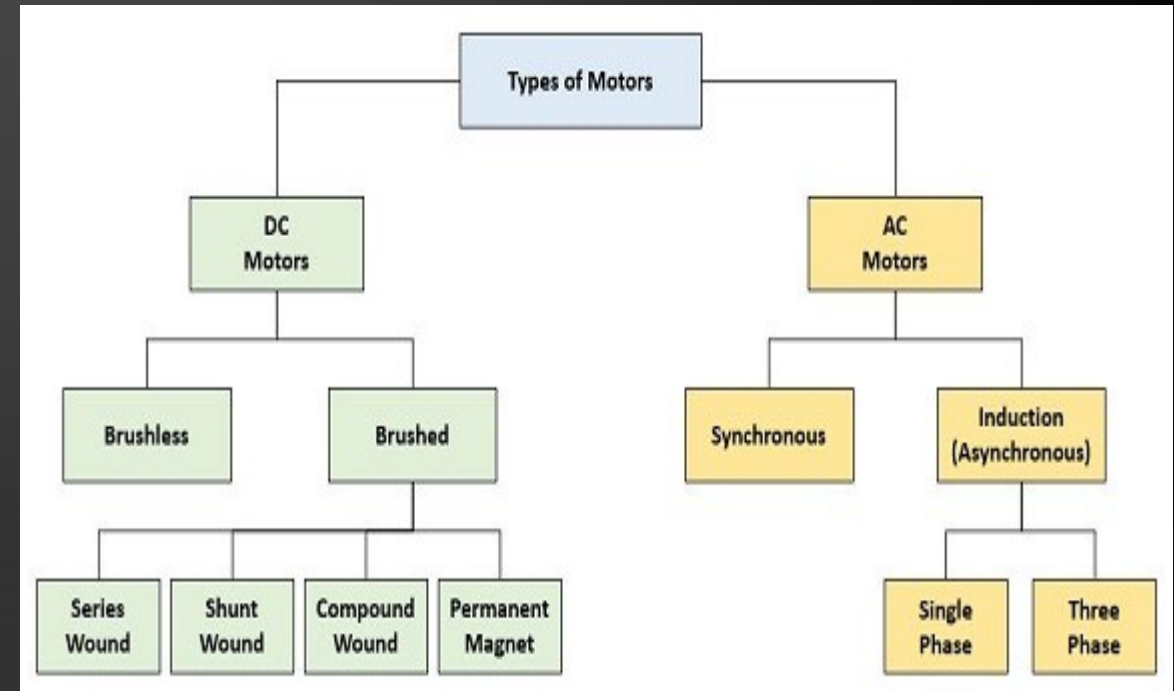 Types of Motors
DC
Motors
AC
Motors
Brushless
Brushed
Synchronous
Induction
(Asynchronous)
Series
Wound
Shunt
Wound
Compound
Wound
Permanent
Magnet
Single
Phase
Three
Phase